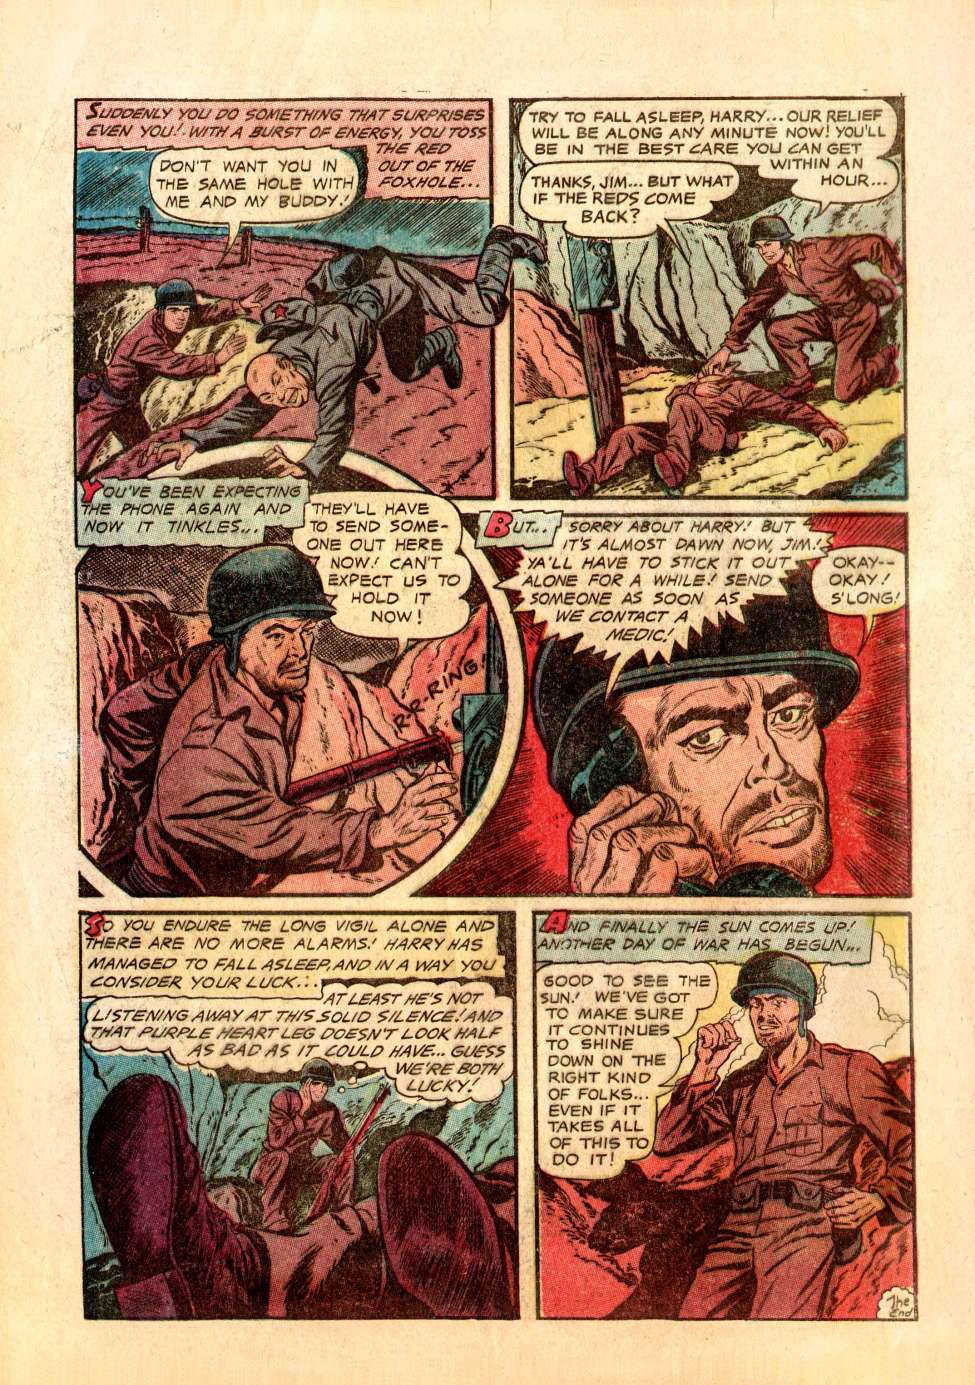 SUDDENLY YOU DO SOMETHING THAT SURPRISES
EVEN YOU! WITH A BURST OF ENERGY, YOU TOSS
THE RED
OUT OF THE
FOXHOLE...
DON'T WANT YOU IN
THE SAME HOLE WITH
ME AND MY BUDDY!
TRY TO FALL ASLEEP, HARRY... OUR RELIEF
WILL BE ALONG ANY MINUTE NOW! YOU'LL
BE IN THE BEST CARE YOU CAN GET
WITHIN AN
HOUR...
THANKS, JIM... BUT WHAT
IF THE REDS COME
BACK?
YOU'VE BEEN EXPECTING
THE PHONE AGAIN AND
NOW IT TINKLES...
THEY'LL HAVE
TO SEND SOME-
ONE OUT HERE
NOW! CAN'T
EXPECT US TO
HOLD IT
NOW!
R-R-RING!
BUT...
SORRY ABOUT HARRY! BUT
IT'S ALMOST DAWN NOW, JIM!
YA'LL HAVE TO STICK IT OUT
ALONE FOR A WHILE! SEND
SOMEONE AS SOON AS
WE CONTACT A
MEDIC!
OKAY--
OKAY!
S'LONG!
SO YOU ENDURE THE LONG VIGIL ALONE AND
THERE ARE NO MORE ALARMS! HARRY HAS
MANAGED TO FALL ASLEEP, AND IN A WAY YOU
CONSIDER YOUR LUCK...
AT LEAST HE'S NOT
LISTENING AWAY AT THIS SOLID SILENCE! AND
THAT PURPLE HEART LEG DOESN'T LOOK HALF
AS BAD AS IT COULD HAVE... GUESS
WE'RE BOTH
LUCKY!
AND FINALLY THE SUN COMES UP!
ANOTHER DAY OF WAR HAS BEGUN...
GOOD TO SEE THE
SUN! WE'VE GOT
TO MAKE SURE
IT CONTINUES
TO SHINE
DOWN ON THE
RIGHT KIND
OF FOLKS...
EVEN IF IT
TAKES ALL
OF THIS TO
DO IT!
The
End